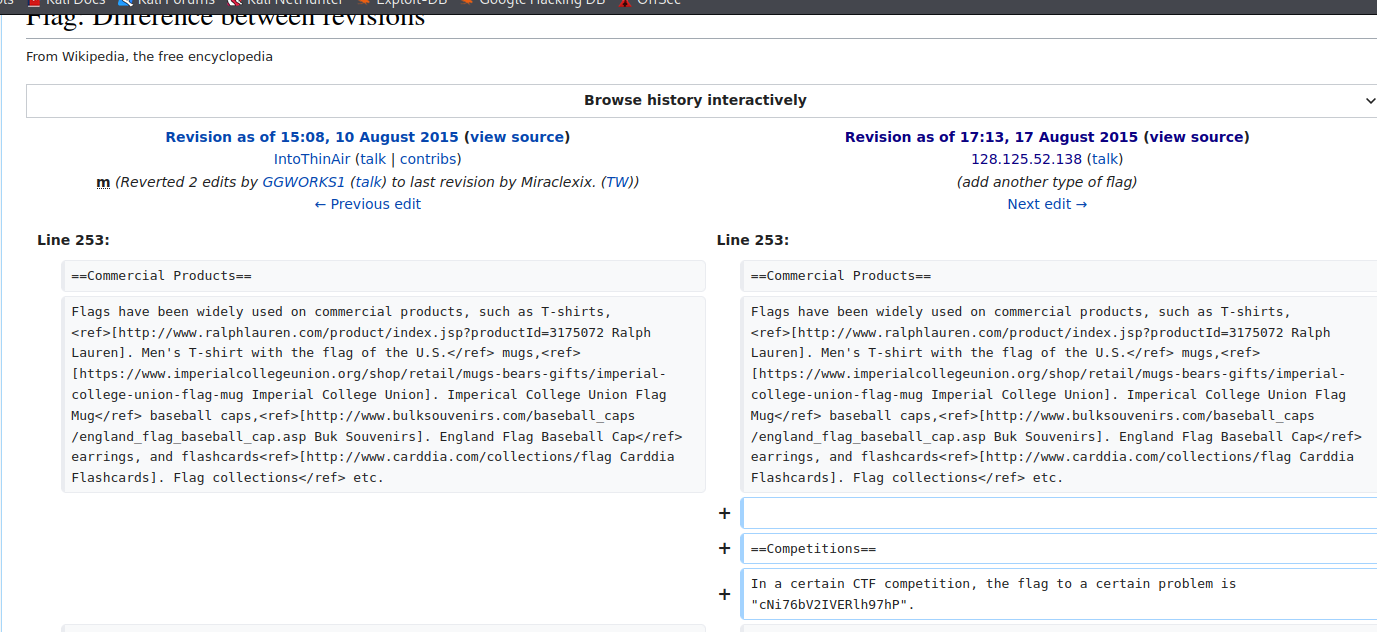 Kali Docs Kali Forums Kali NetHunter Exploit-DB Google Hacking DB OffSec
Flag: Difference between revisions
From Wikipedia, the free encyclopedia
Browse history interactively
Revision as of 15:08, 10 August 2015 (view source)
IntoThinAir (talk | contribs)
m (Reverted 2 edits by GGWORKS1 (talk) to last revision by Miraclexix. (TW))
← Previous edit
Revision as of 17:13, 17 August 2015 (view source)
128.125.52.138 (talk)
(add another type of flag)
Next edit →
Line 253:
==Commercial Products==
Flags have been widely used on commercial products, such as T-shirts,
<ref>[http://www.ralphlauren.com/product/index.jsp?productId=3175072 Ralph
Lauren]. Men's T-shirt with the flag of the U.S.</ref> mugs,<ref>
[https://www.imperialcollegeunion.org/shop/retail/mugs-bears-gifts/imperial-
college-union-flag-mug Imperial College Union]. Imperical College Union Flag
Mug</ref> baseball caps,<ref>[http://www.bulksouvenirs.com/baseball_caps
/england_flag_baseball_cap.asp Buk Souvenirs]. England Flag Baseball Cap</ref>
earrings, and flashcards<ref>[http://www.carddia.com/collections/flag Carddia
Flashcards]. Flag collections</ref> etc.
Line 253:
==Commercial Products==
Flags have been widely used on commercial products, such as T-shirts,
<ref>[http://www.ralphlauren.com/product/index.jsp?productId=3175072 Ralph
Lauren]. Men's T-shirt with the flag of the U.S.</ref> mugs,<ref>
[https://www.imperialcollegeunion.org/shop/retail/mugs-bears-gifts/imperial-
college-union-flag-mug Imperial College Union]. Imperical College Union Flag
Mug</ref> baseball caps,<ref>[http://www.bulksouvenirs.com/baseball_caps
/england_flag_baseball_cap.asp Buk Souvenirs]. England Flag Baseball Cap</ref>
earrings, and flashcards<ref>[http://www.carddia.com/collections/flag Carddia
Flashcards]. Flag collections</ref> etc.
+
+ ==Competitions==
+ In a certain CTF competition, the flag to a certain problem is
"cNi76bV2IVERlh97hP".